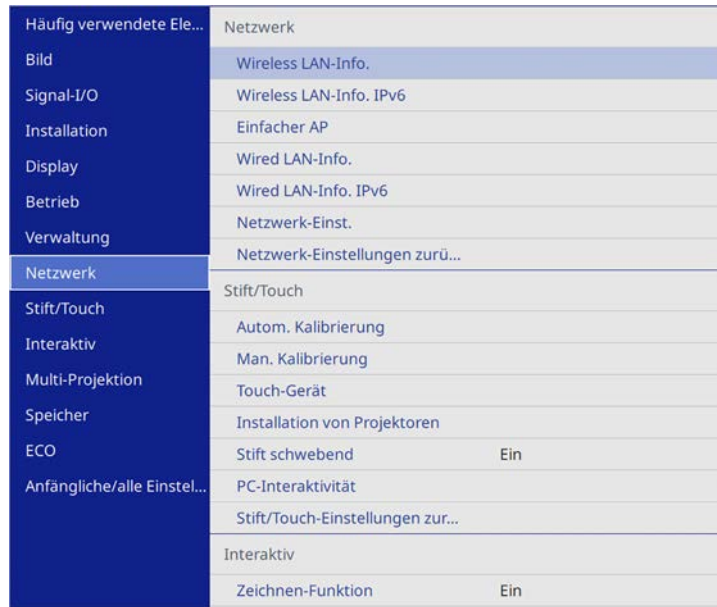 Häufig verwendete Ele...
Bild
Signal-I/O
Installation
Display
Betrieb
Verwaltung
Netzwerk
Stift/Touch
Interaktiv
Multi-Projektion
Speicher
ECO
Anfängliche/alle Einstel...
Netzwerk
Wireless LAN-Info.
Wireless LAN-Info. IPv6
Einfacher AP
Wired LAN-Info.
Wired LAN-Info. IPv6
Netzwerk-Einst.
Netzwerk-Einstellungen zurü...
Stift/Touch
Autom. Kalibrierung
Man. Kalibrierung
Touch-Gerät
Installation von Projektoren
Stift schwebend Ein
PC-Interaktivität
Stift/Touch-Einstellungen zur...
Interaktiv
Zeichnen-Funktion Ein